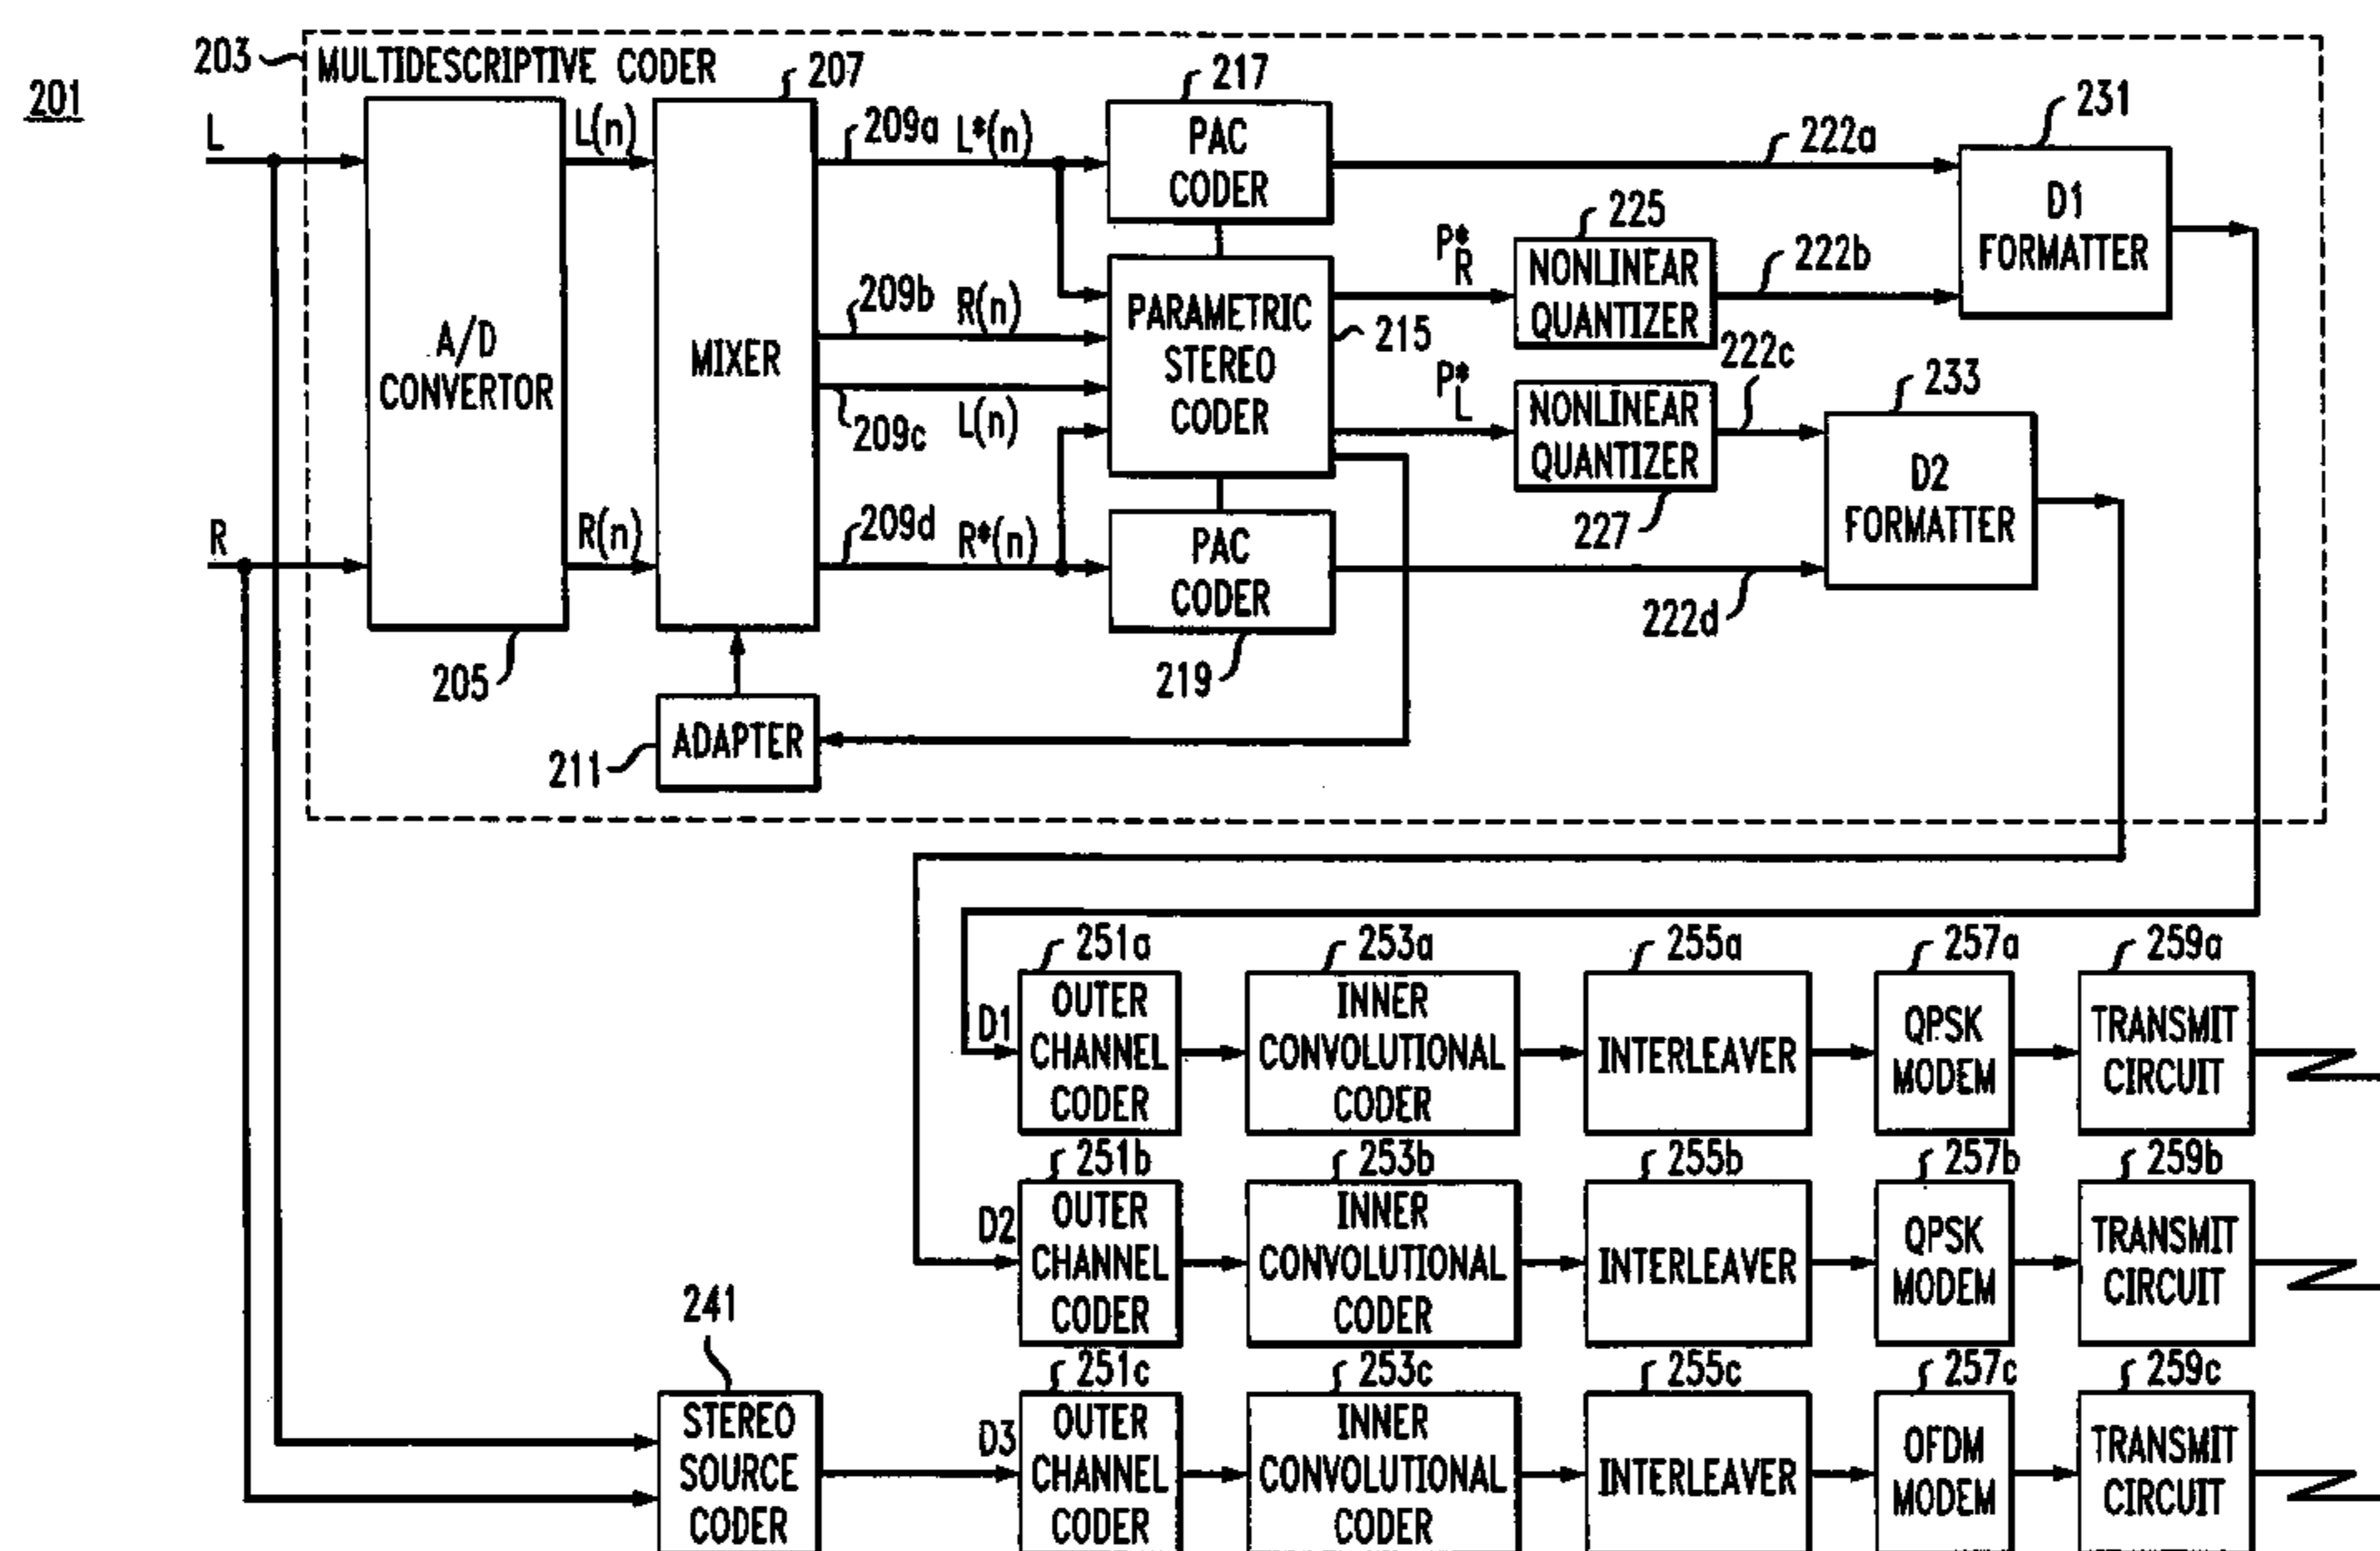 203
MULTIDESCRIPTIVE CODER
207
217
201
231
L
L(n)
209a L*(n)
PAC
CODER
222a
D1
FORMATTER
225
P*R
NONLINEAR
QUANTIZER
222b
209b R(n)
PARAMETRIC
STEREO
CODER
215
A/D
CONVERTOR
MIXER
222c
233
P*L
NONLINEAR
QUANTIZER
209c L(n)
D2
FORMATTER
R
R(n)
209d R*(n)
PAC
CODER
227
222d
205
219
211
ADAPTER
251a
253a
255a
257a
259a
D1
OUTER
CHANNEL
CODER
INNER
CONVOLUTIONAL
CODER
INTERLEAVER
QPSK
MODEM
TRANSMIT
CIRCUIT
251b
253b
255b
257b
259b
D2
OUTER
CHANNEL
CODER
INNER
CONVOLUTIONAL
CODER
INTERLEAVER
QPSK
MODEM
TRANSMIT
CIRCUIT
241
251c
253c
255c
257c
259c
STEREO
SOURCE
CODER
D3
OUTER
CHANNEL
CODER
INNER
CONVOLUTIONAL
CODER
INTERLEAVER
OFDM
MODEM
TRANSMIT
CIRCUIT